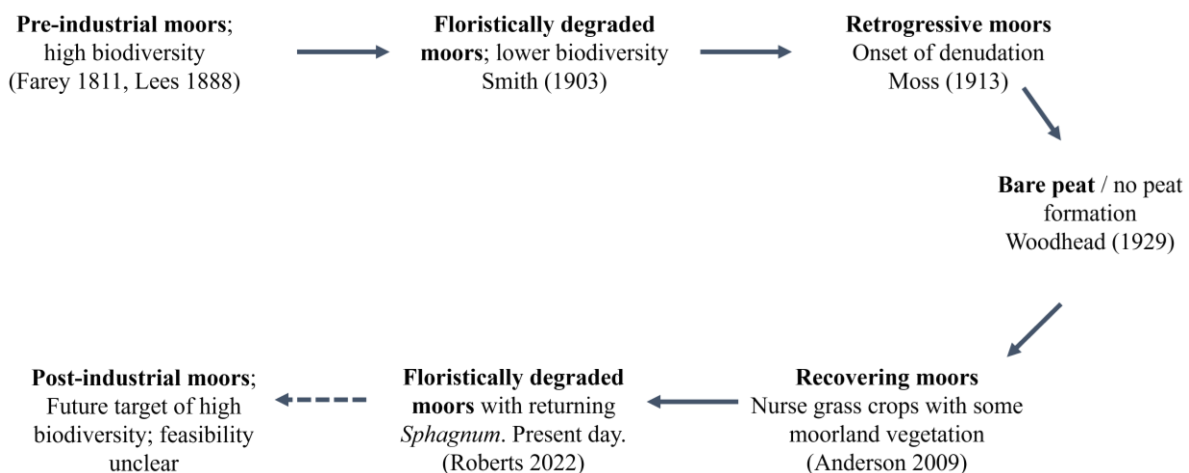 Pre-industrial moors;
high biodiversity
(Farey 1811, Lees 1888)
Floristically degraded
moors; lower biodiversity
Smith (1903)
Retrogressive moors
Onset of denudation
Moss (1913)
Bare peat / no peat
formation
Woodhead (1929)
Recovering moors
Nurse grass crops with some
moorland vegetation
(Anderson 2009)
Floristically degraded
moors with returning
Sphagnum. Present day.
(Roberts 2022)
Post-industrial moors;
Future target of high
biodiversity; feasibility
unclear